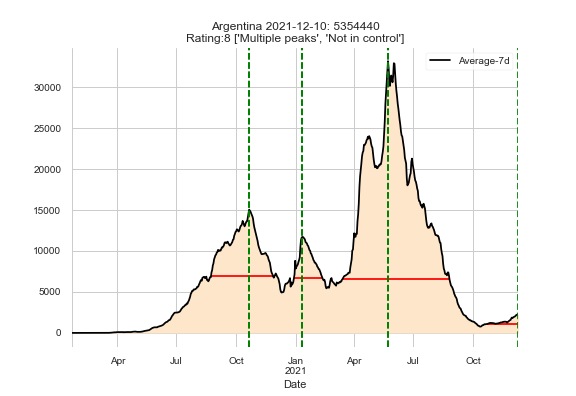 Argentina 2021-12-10: 5354440
Rating:8 ['Multiple peaks', 'Not in control']
Average-7d
30000
25000
20000
15000
10000
5000
0
Apr Jul Oct Jan Apr Jul Oct
2021
Date